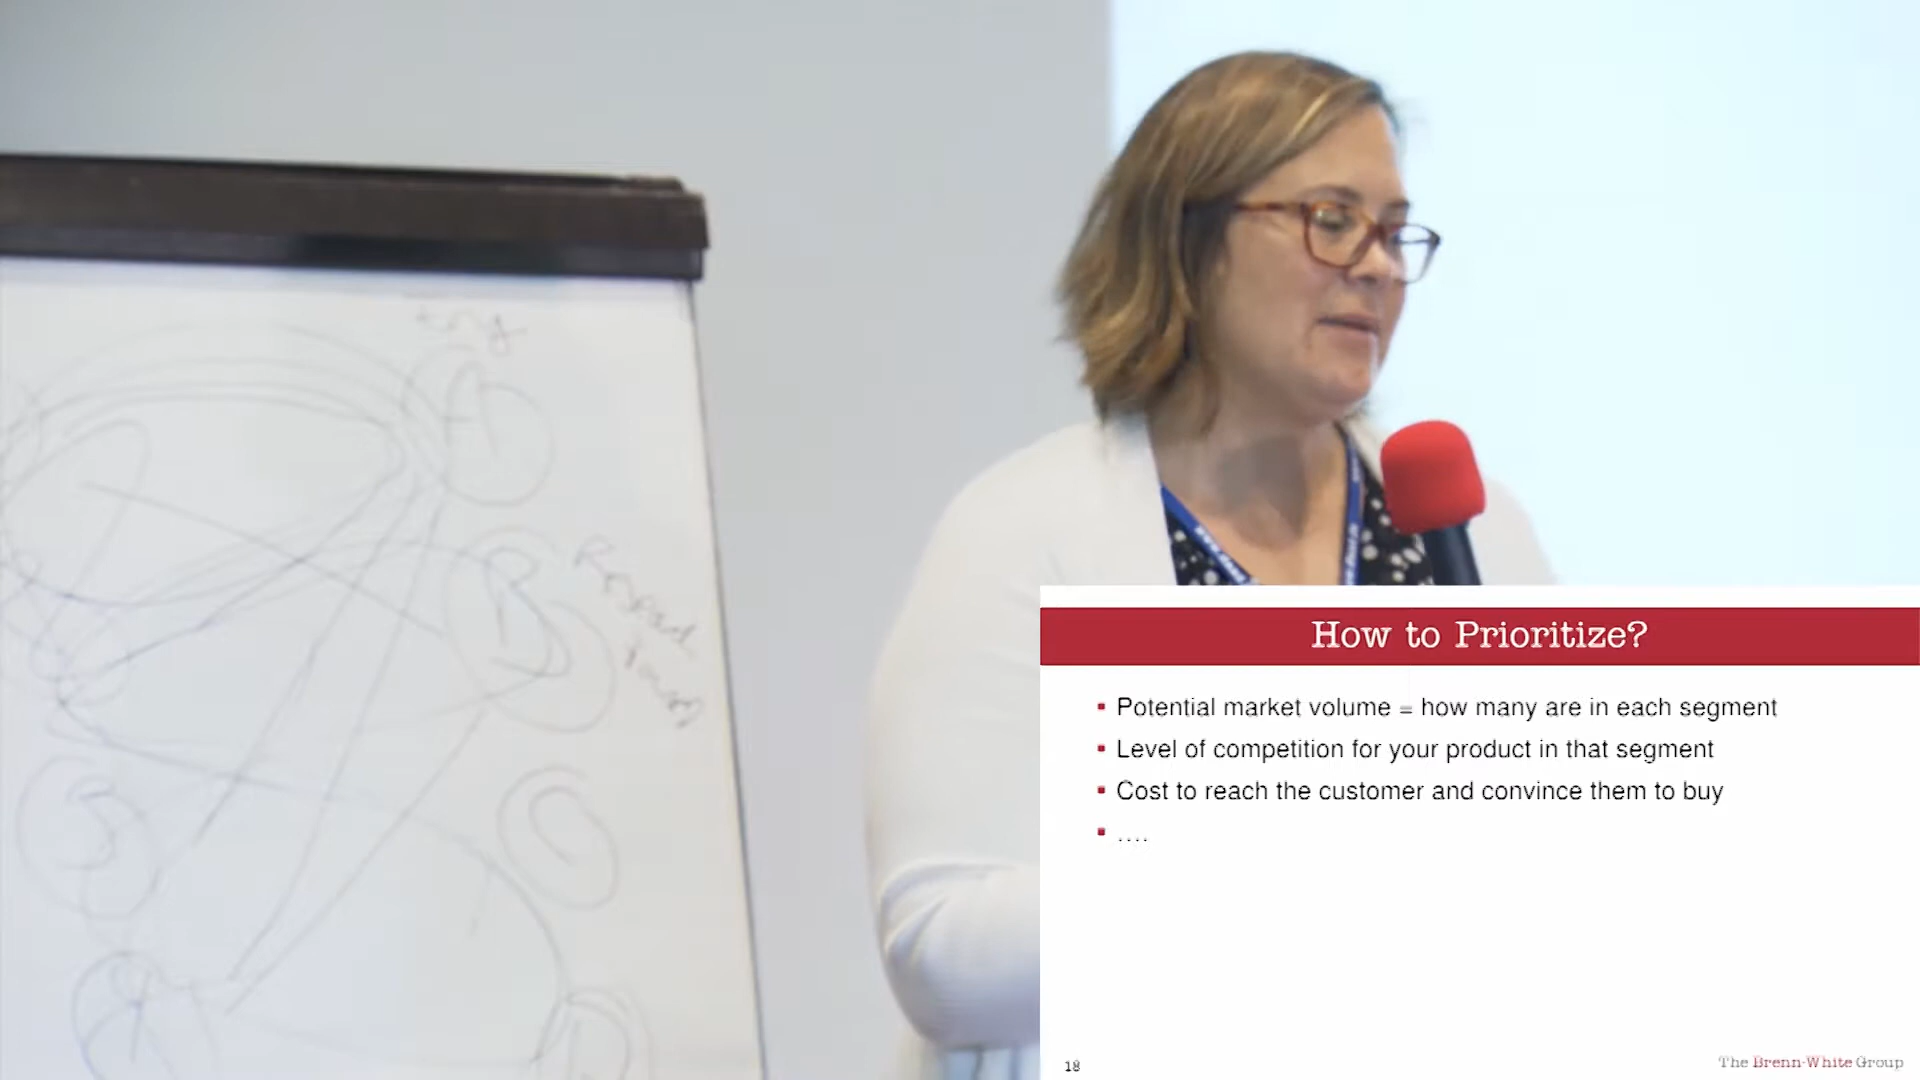 How to Prioritize?
Potential market volume = how many are in each segment
Level of competition for your product in that segment
Cost to reach the customer and convince them to buy
....
18
The Brenn-White Group